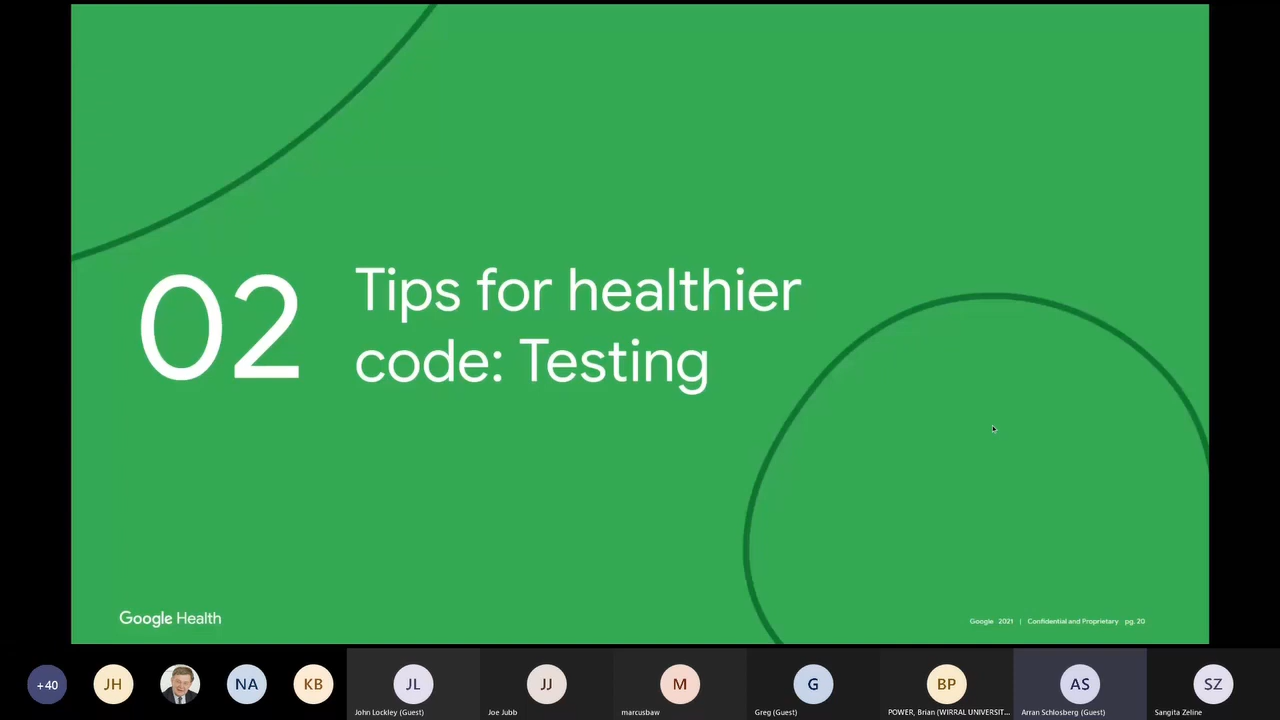 02
Tips for healthier
code: Testing
Google Health
Google 2021 | Confidential and Proprietary pg. 20
+40
JH
NA
KB
JL
JJ
M
G
BP
AS
SZ
John Lockley (Guest)
Joe Jubb
marcusbaw
Greg (Guest)
POWER, Brian (WIRRAL UNIVERSIT...
Arran Schlosberg (Guest)
Sangita Zeline